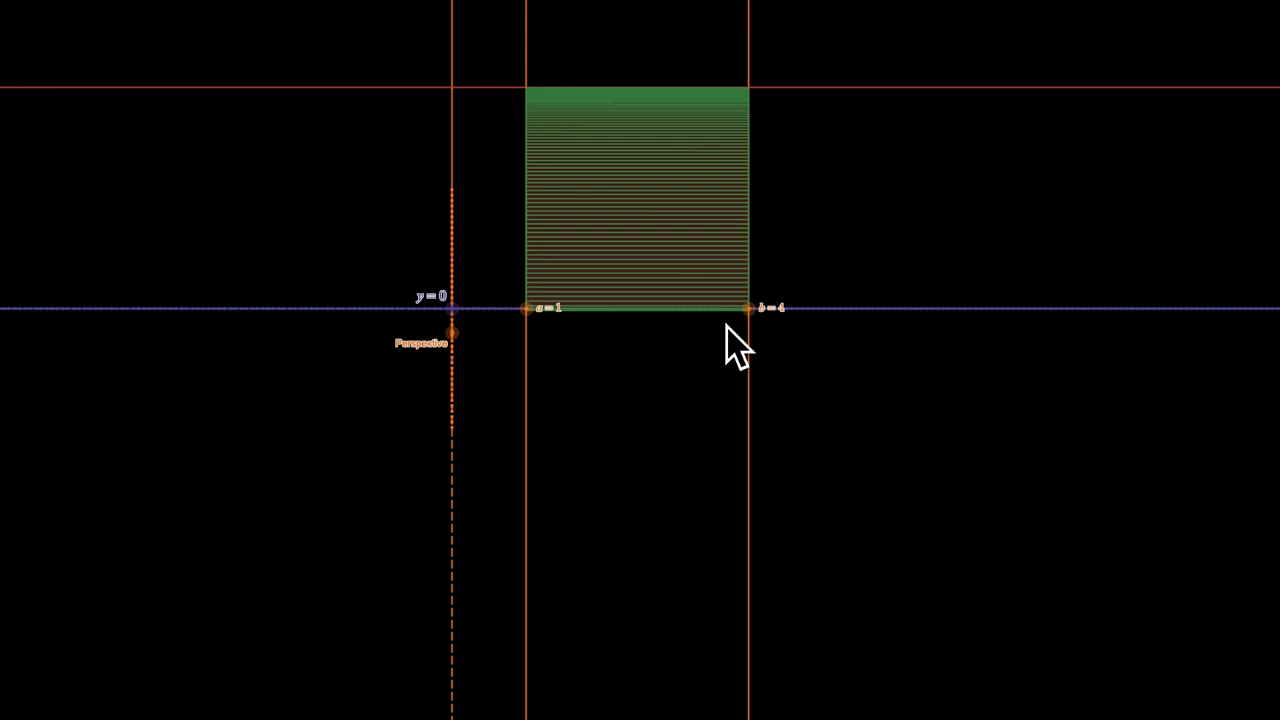 y = 0
a = 1
b = 4
Perspective